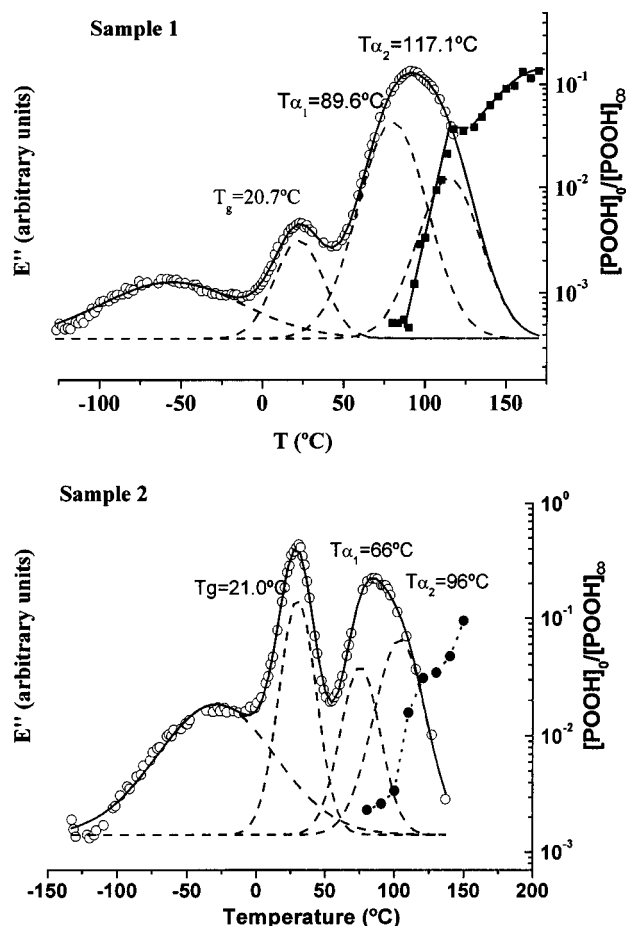 Sample 1
Tα₂=117.1ºC
Tα₁=89.6ºC
T_g=20.7ºC
E'' (arbitrary units)
[POOH]₀/[POOH]∞
10⁻¹
10⁻²
10⁻³
-100 -50 0 50 100 150
T (ºC)
Sample 2
Tα₁=66ºC
Tg=21.0ºC
Tα₂=96ºC
E'' (arbitrary units)
[POOH]₀/[POOH]∞
10⁰
10⁻¹
10⁻²
10⁻³
-150 -100 -50 0 50 100 150 200
Temperature (ºC)